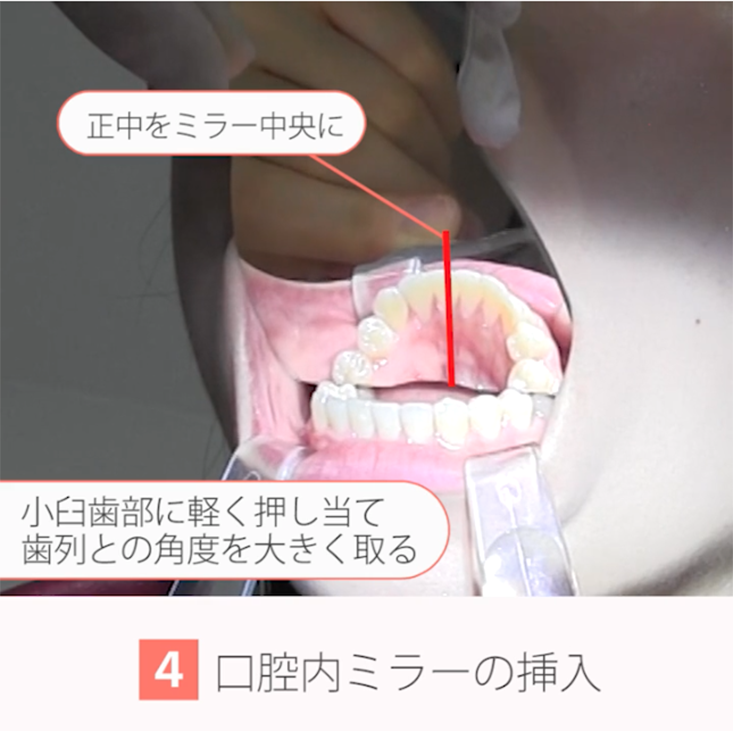 正中をミラー中央に
小臼歯部に軽く押し当て
歯列との角度を大きく取る
4 口腔内ミラーの挿入